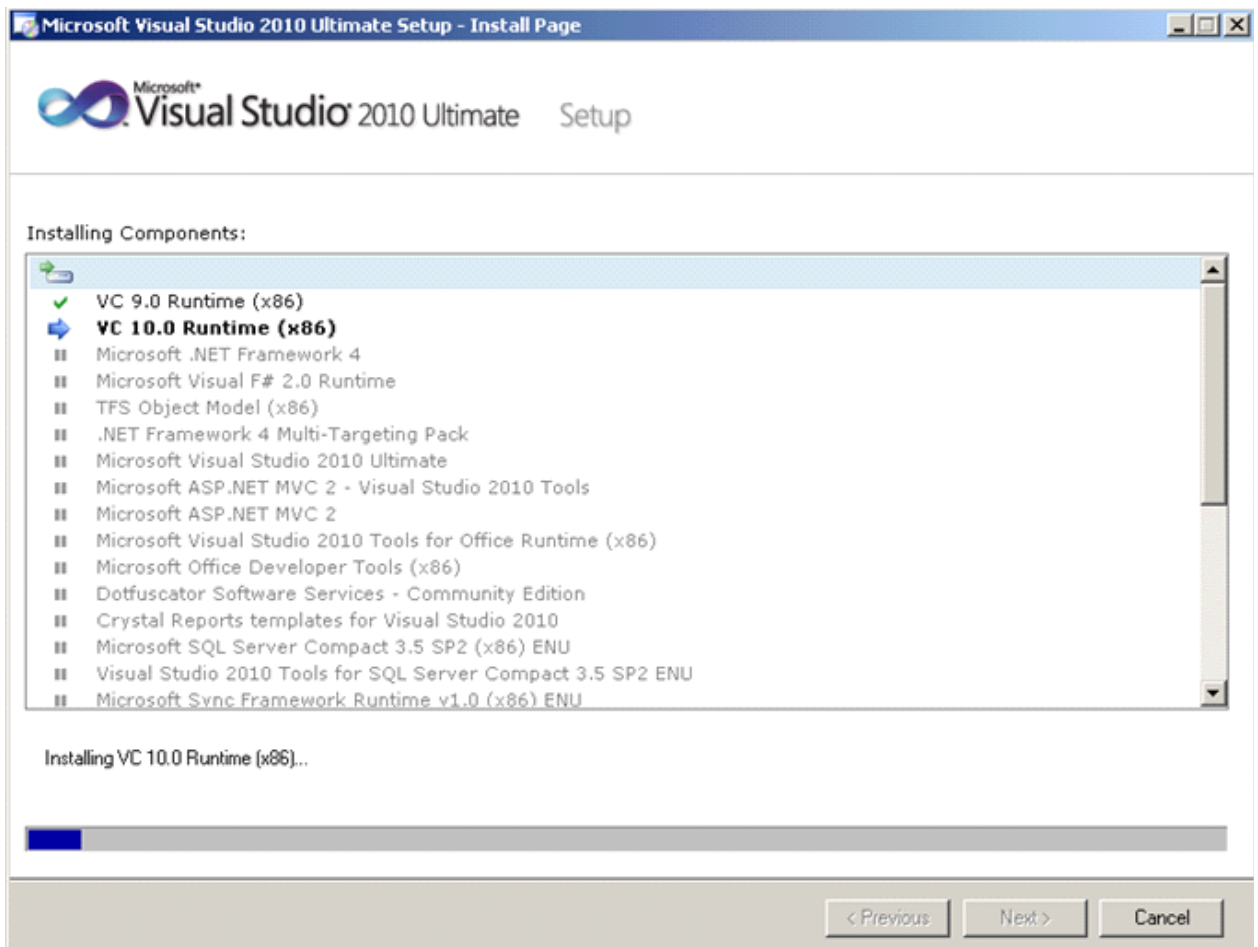 Microsoft Visual Studio 2010 Ultimate Setup - Install Page
Microsoft®
Visual Studio® 2010 Ultimate Setup
Installing Components:
VC 9.0 Runtime (x86)
VC 10.0 Runtime (x86)
Microsoft .NET Framework 4
Microsoft Visual F# 2.0 Runtime
TFS Object Model (x86)
.NET Framework 4 Multi-Targeting Pack
Microsoft Visual Studio 2010 Ultimate
Microsoft ASP.NET MVC 2 - Visual Studio 2010 Tools
Microsoft ASP.NET MVC 2
Microsoft Visual Studio 2010 Tools for Office Runtime (x86)
Microsoft Office Developer Tools (x86)
Dotfuscator Software Services - Community Edition
Crystal Reports templates for Visual Studio 2010
Microsoft SQL Server Compact 3.5 SP2 (x86) ENU
Visual Studio 2010 Tools for SQL Server Compact 3.5 SP2 ENU
Microsoft Sync Framework Runtime v1.0 (x86) ENU
Installing VC 10.0 Runtime (x86)...
< Previous Next > Cancel